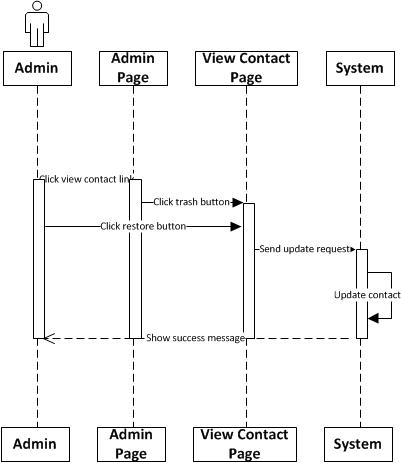 Admin
Admin
Page
View Contact
Page
System
Click view contact link
Click trash button
Click restore button
Send update request
Update contact
Show success message
Admin
Admin
Page
View Contact
Page
System